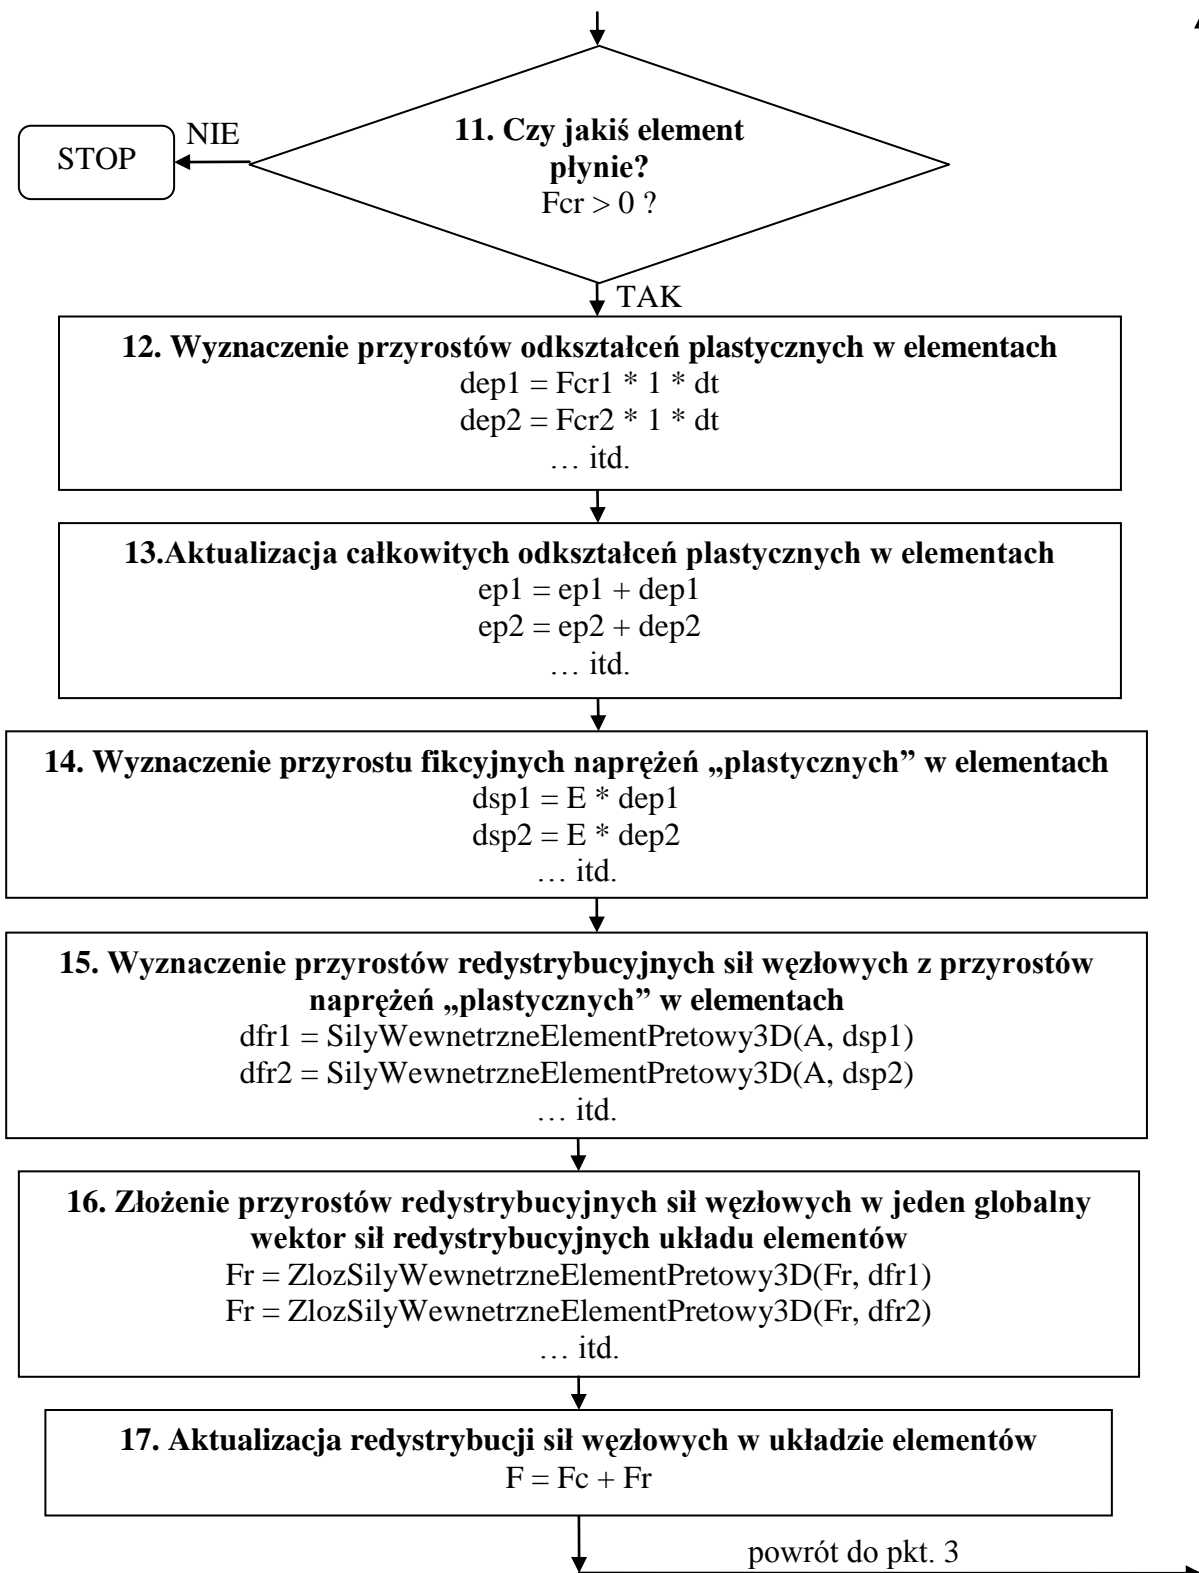 11. Czy jakiś element
płynie?
Fcr > 0 ?
NIE
STOP
TAK
12. Wyznaczenie przyrostów odkształceń plastycznych w elementach
dep1 = Fcr1 * 1 * dt
dep2 = Fcr2 * 1 * dt
… itd.
13.Aktualizacja całkowitych odkształceń plastycznych w elementach
ep1 = ep1 + dep1
ep2 = ep2 + dep2
… itd.
14. Wyznaczenie przyrostu fikcyjnych naprężeń „plastycznych” w elementach
dsp1 = E * dep1
dsp2 = E * dep2
… itd.
15. Wyznaczenie przyrostów redystrybucyjnych sił węzłowych z przyrostów
naprężeń „plastycznych” w elementach
dfr1 = SilyWewnetrzneElementPretowy3D(A, dsp1)
dfr2 = SilyWewnetrzneElementPretowy3D(A, dsp2)
… itd.
16. Złożenie przyrostów redystrybucyjnych sił węzłowych w jeden globalny
wektor sił redystrybucyjnych układu elementów
Fr = ZlozSilyWewnetrzneElementPretowy3D(Fr, dfr1)
Fr = ZlozSilyWewnetrzneElementPretowy3D(Fr, dfr2)
… itd.
17. Aktualizacja redystrybucji sił węzłowych w układzie elementów
F = Fc + Fr
powrót do pkt. 3